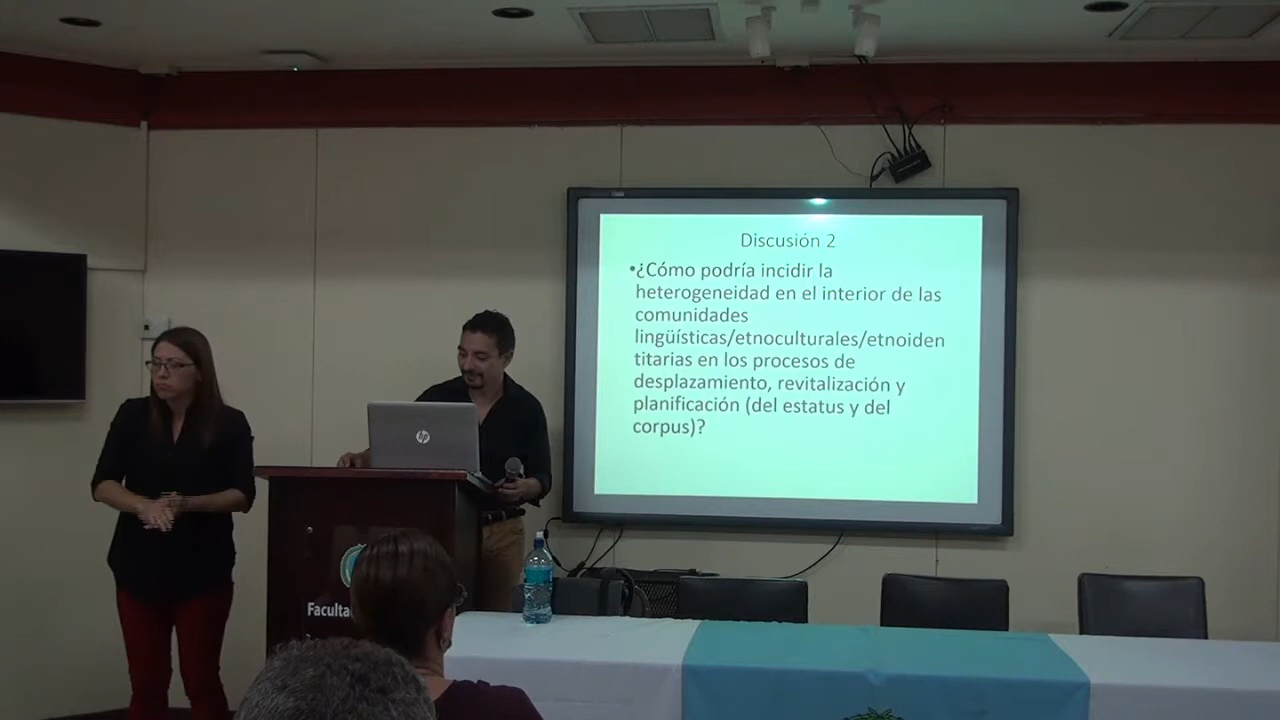 Discusión 2
•¿Cómo podría incidir la
heterogeneidad en el interior de las
comunidades
lingüísticas/etnoculturales/etnoiden
titarias en los procesos de
desplazamiento, revitalización y
planificación (del estatus y del
corpus)?
hp